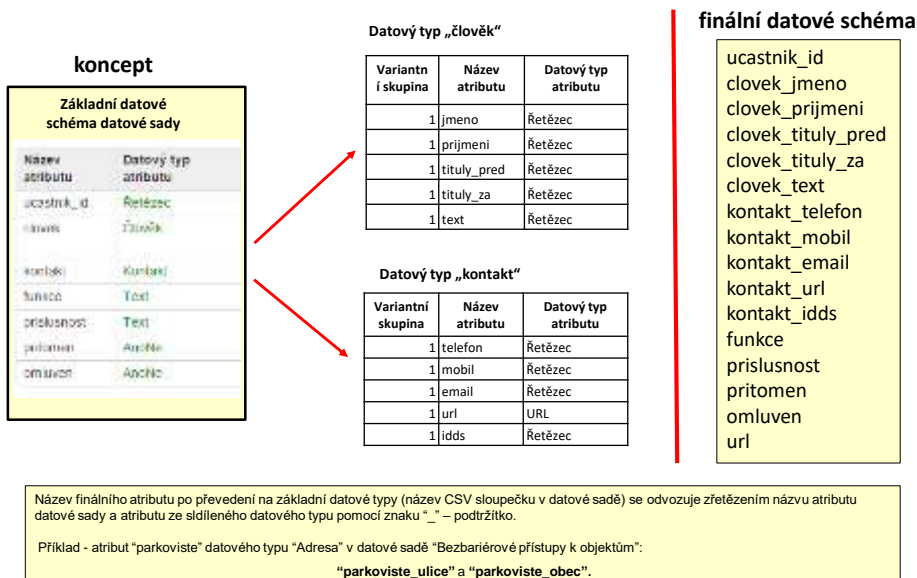 koncept
Základní datové
schéma datové sady
Název Datový typ
atributu atributu
ucastnik_id Řetězec
clovek Člověk
kontakt Kontakt
funkce Text
prislusnost Text
pritomen AnoNe
omluven AnoNe
Datový typ „člověk“
Variantn Název Datový typ
í skupina atributu atributu
1 jmeno Řetězec
1 prijmeni Řetězec
1 tituly_pred Řetězec
1 tituly_za Řetězec
1 text Řetězec
Datový typ „kontakt“
Variantní Název Datový typ
skupina atributu atributu
1 telefon Řetězec
1 mobil Řetězec
1 email Řetězec
1 url URL
1 idds Řetězec
finální datové schéma
ucastnik_id
clovek_jmeno
clovek_prijmeni
clovek_tituly_pred
clovek_tituly_za
clovek_text
kontakt_telefon
kontakt_mobil
kontakt_email
kontakt_url
kontakt_idds
funkce
prislusnost
pritomen
omluven
url
Název finálního atributu po převedení na základní datové typy (název CSV sloupečku v datové sadě) se odvozuje zřetězením názvu atributu
datové sady a atributu ze sldíleného datového typu pomocí znaku “_” – podtržítko.
Příklad - atribut “parkoviste” datového typu “Adresa” v datové sadě “Bezbariérové přístupy k objektům”:
“parkoviste_ulice” a “parkoviste_obec”.